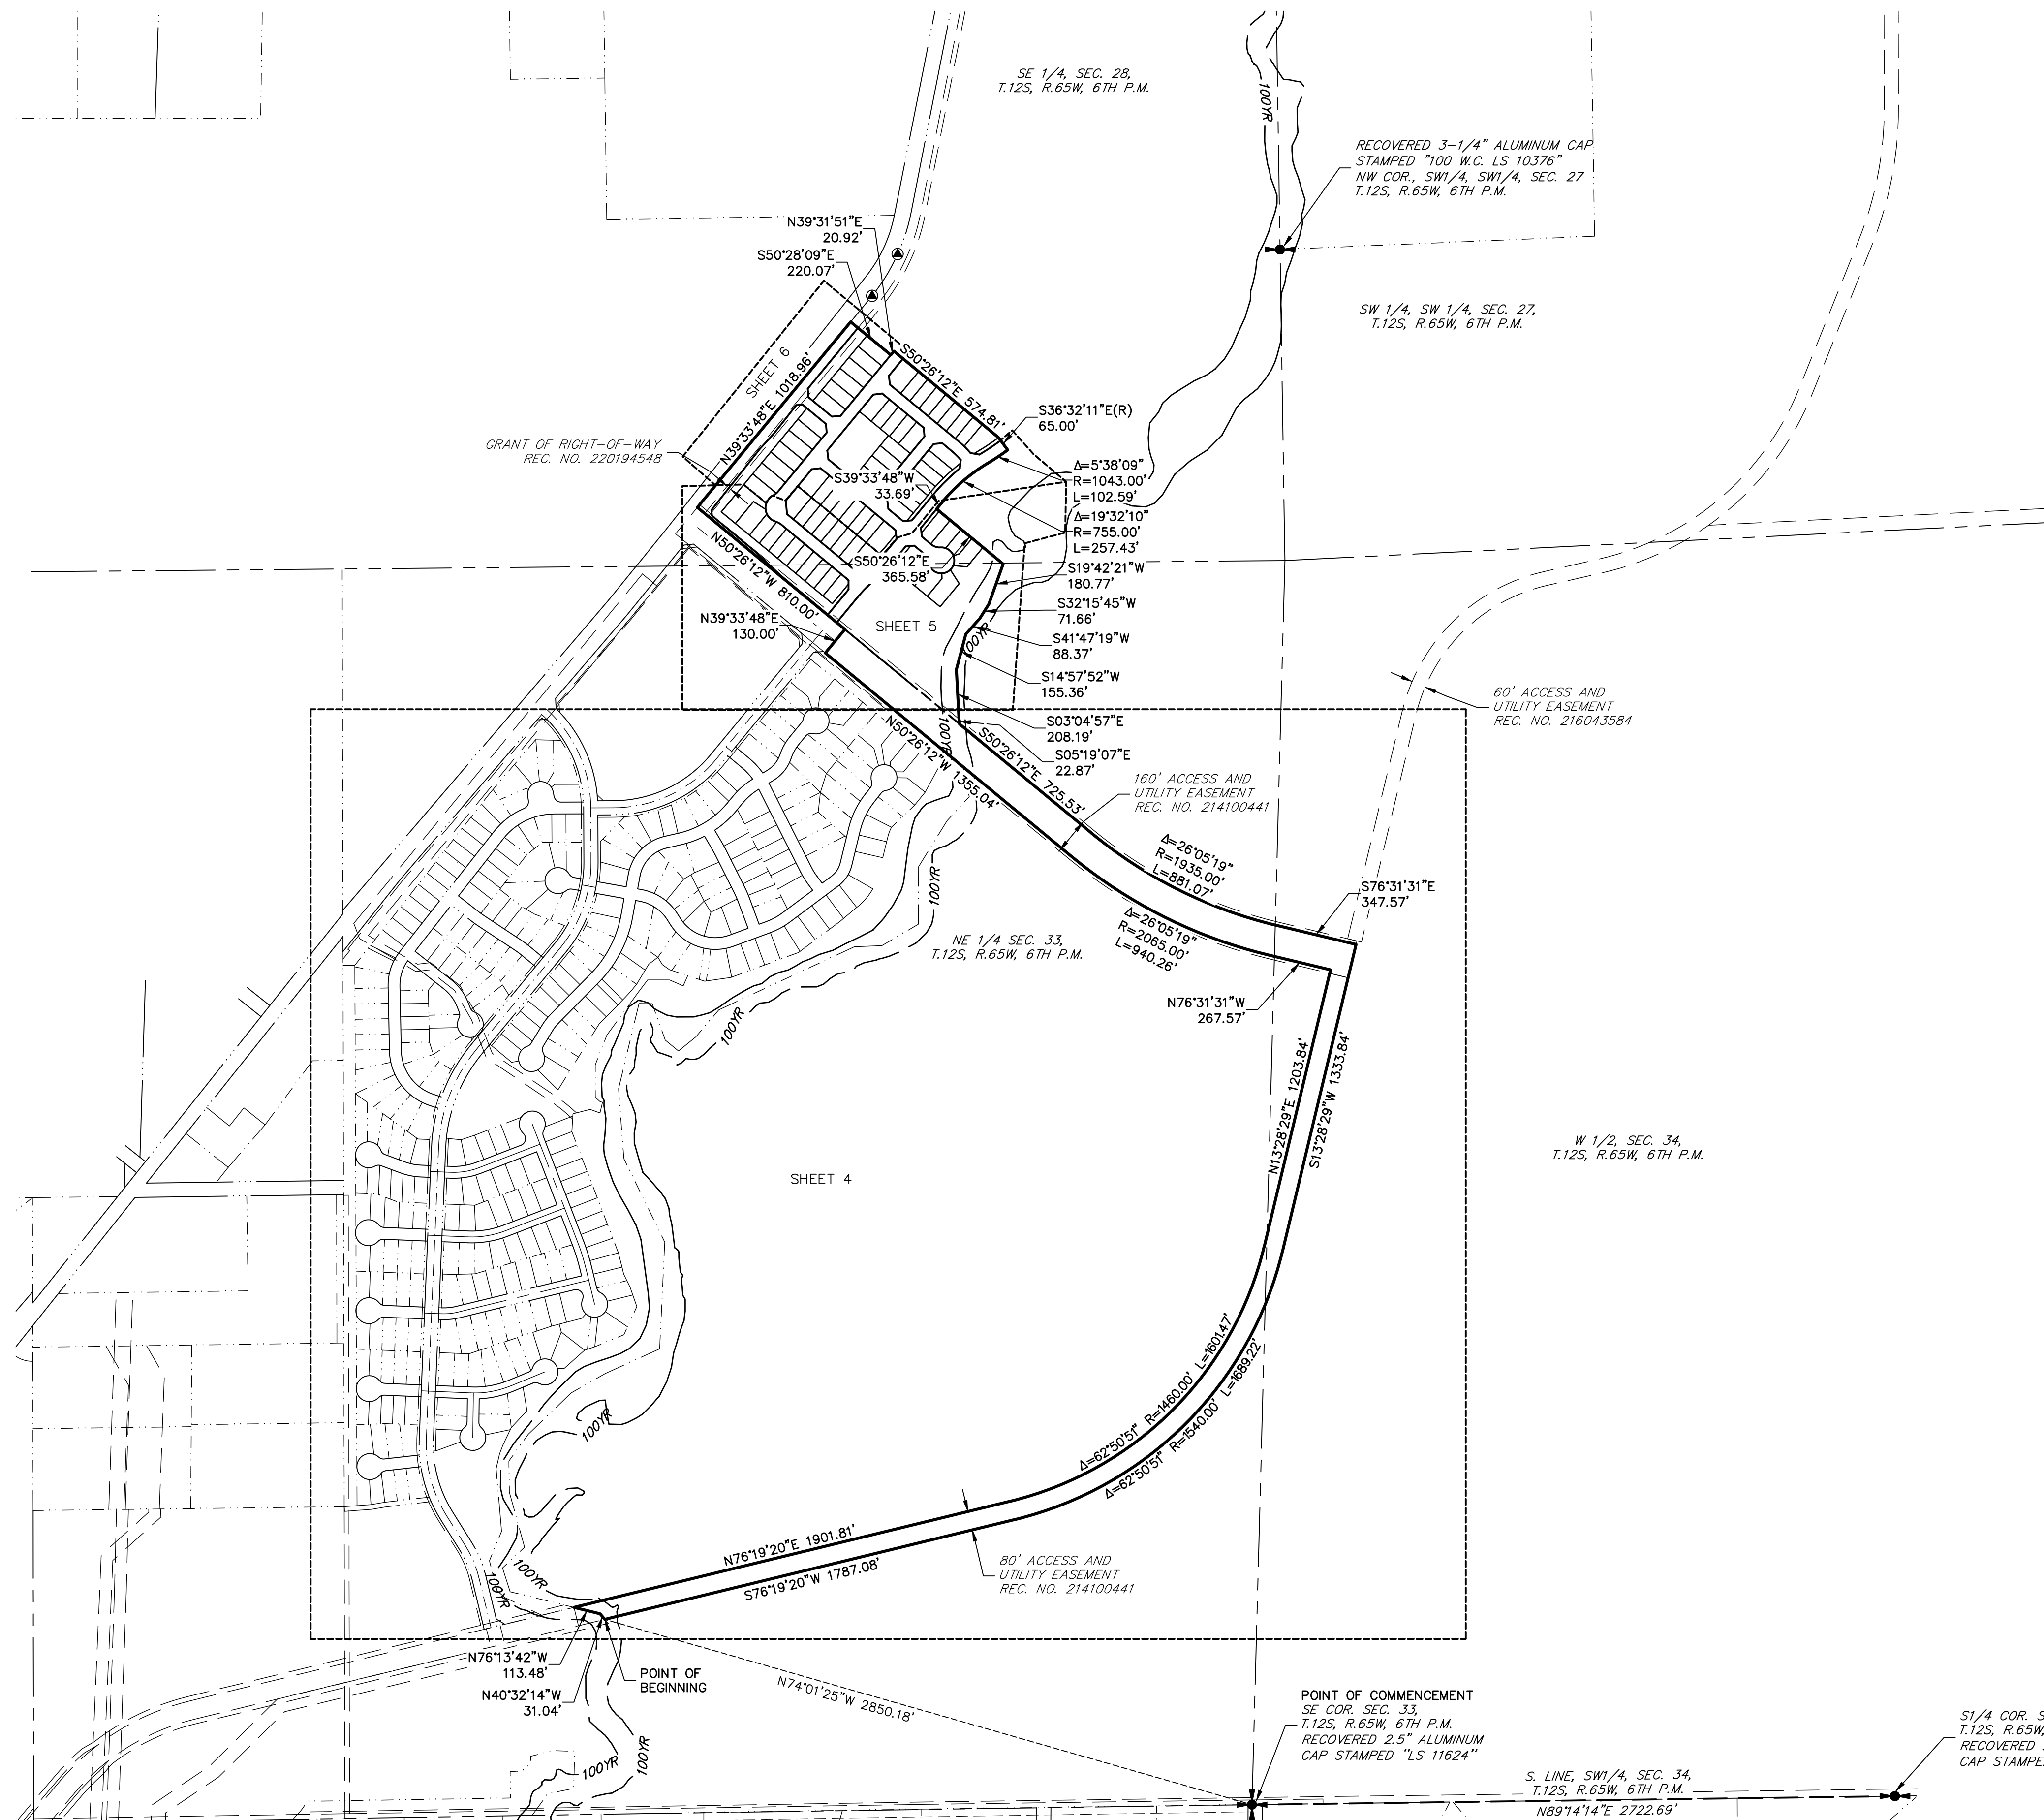 SE 1/4, SEC. 28,
T.12S, R.65W, 6TH P.M.
100YR
RECOVERED 3-1/4" ALUMINUM CAP
STAMPED "100 W.C. LS 10376"
NW COR., SW1/4, SW1/4, SEC. 27
T.12S, R.65W, 6TH P.M.
N39°31'51"E
20.92'
S50°28'09"E
220.07'
SW 1/4, SW 1/4, SEC. 27,
T.12S, R.65W, 6TH P.M.
SHEET 6
N39°33'48"E 1018.96'
S50°26'12"E 574.81'
S36°32'11"E(R)
65.00'
GRANT OF RIGHT-OF-WAY
REC. NO. 220194548
Δ=5°38'09"
R=1043.00'
L=102.59'
S39°33'48"W
33.69'
Δ=19°32'10"
R=755.00'
L=257.43'
N50°26'12"W 810.00'
S50°26'12"E
365.58'
S19°42'21"W
180.77'
S32°15'45"W
71.66'
N39°33'48"E
130.00'
SHEET 5
100YR
S41°47'19"W
88.37'
S14°57'52"W
155.36'
60' ACCESS AND
UTILITY EASEMENT
REC. NO. 216043584
S03°04'57"E
208.19'
100YR
N50°26'12"W 1355.04'
S50°26'12"E 725.53'
S05°19'07"E
22.87'
160' ACCESS AND
UTILITY EASEMENT
REC. NO. 214100441
Δ=26°05'19"
R=1935.00'
L=881.07'
S76°31'31"E
347.57'
100YR
Δ=26°05'19"
R=2065.00'
L=940.26'
NE 1/4 SEC. 33,
T.12S, R.65W, 6TH P.M.
N76°31'31"W
267.57'
100YR
N13°28'29"E 1203.84'
S13°28'29"W 1333.84'
W 1/2, SEC. 34,
T.12S, R.65W, 6TH P.M.
SHEET 4
Δ=62°50'51" R=1460.00' L=1601.47'
Δ=62°50'51" R=1540.00' L=1689.22'
100YR
N76°19'20"E 1901.81'
S76°19'20"W 1787.08'
80' ACCESS AND
UTILITY EASEMENT
REC. NO. 214100441
100YR
100YR
N76°13'42"W
113.48'
N40°32'14"W
31.04'
POINT OF
BEGINNING
N74°01'25"W 2850.18'
100YR
100YR
POINT OF COMMENCEMENT
SE COR. SEC. 33,
T.12S, R.65W, 6TH P.M.
RECOVERED 2.5" ALUMINUM
CAP STAMPED "LS 11624"
S1/4 COR. S
T.12S, R.65W,
RECOVERED
CAP STAMPE
S. LINE, SW1/4, SEC. 34,
T.12S, R.65W, 6TH P.M.
N89°14'14"E 2722.69'